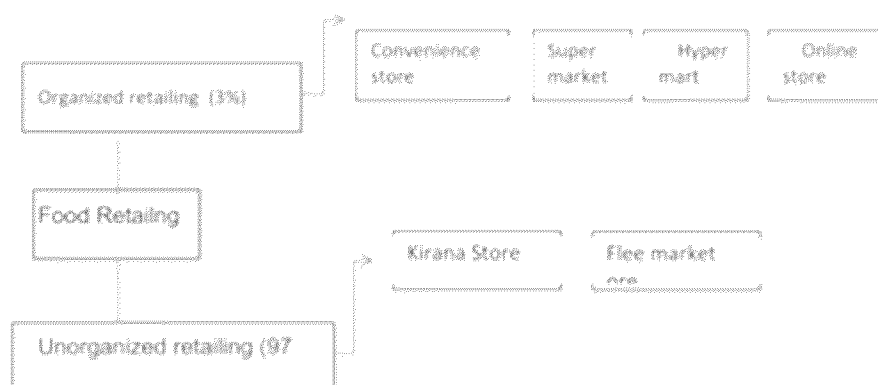 Convenience
store
Super
market
Hyper
mart
Online
store
Organized retailing (3%)
Food Retailng
Kirana Store
Flee market
Unorganized retailing (97